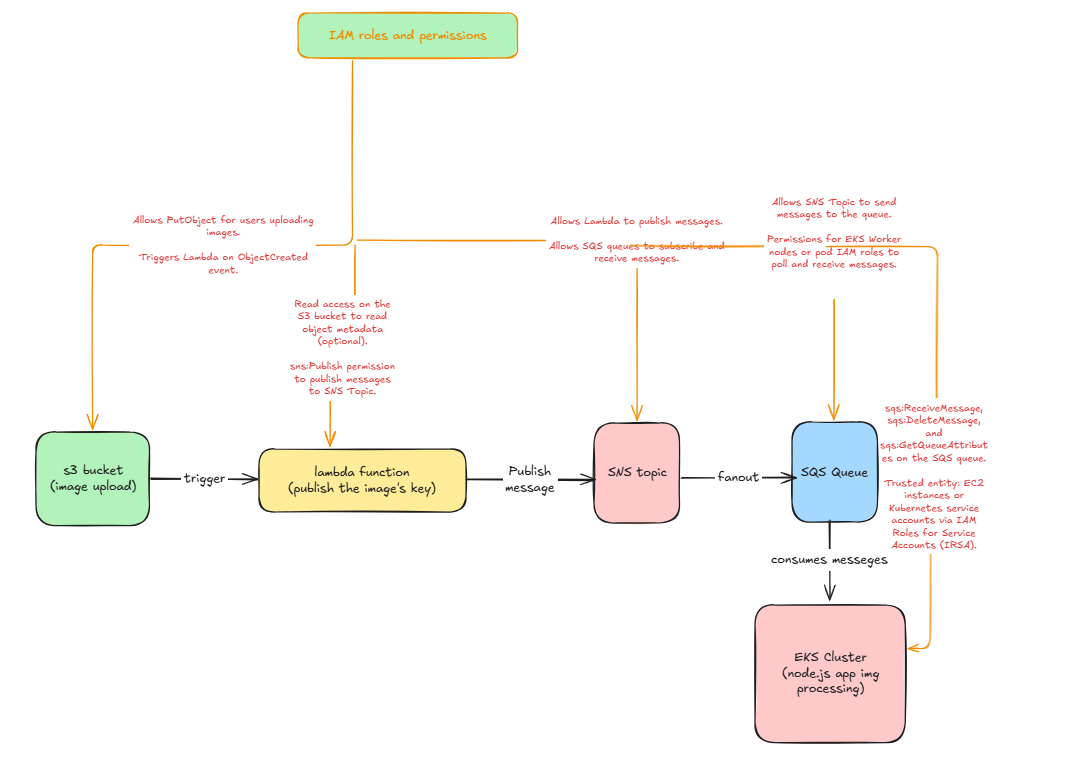 IAM roles and permissions
Allows PutObject for users uploading
images.
Triggers Lambda on ObjectCreated
event.
Allows Lambda to publish messages.
Allows SQS queues to subscribe and
receive messages.
Allows SNS Topic to send
messages to the queue.
Permissions for EKS Worker
nodes or pod IAM roles to
poll and receive messages.
Read access on the
S3 bucket to read
object metadata
(optional).
sns:Publish permission
to publish messages
to SNS Topic.
sqs:ReceiveMessage,
sqs:DeleteMessage,
and
sqs:GetQueueAttribut
es on the SQS queue.
Trusted entity: EC2
instances or
Kubernetes service
accounts via IAM
Roles for Service
Accounts (IRSA).
s3 bucket
(image upload)
trigger
lambda function
(publish the image's key)
Publish
message
SNS topic
fanout
SQS Queue
consumes messeges
EKS Cluster
(node.js app img
processing)